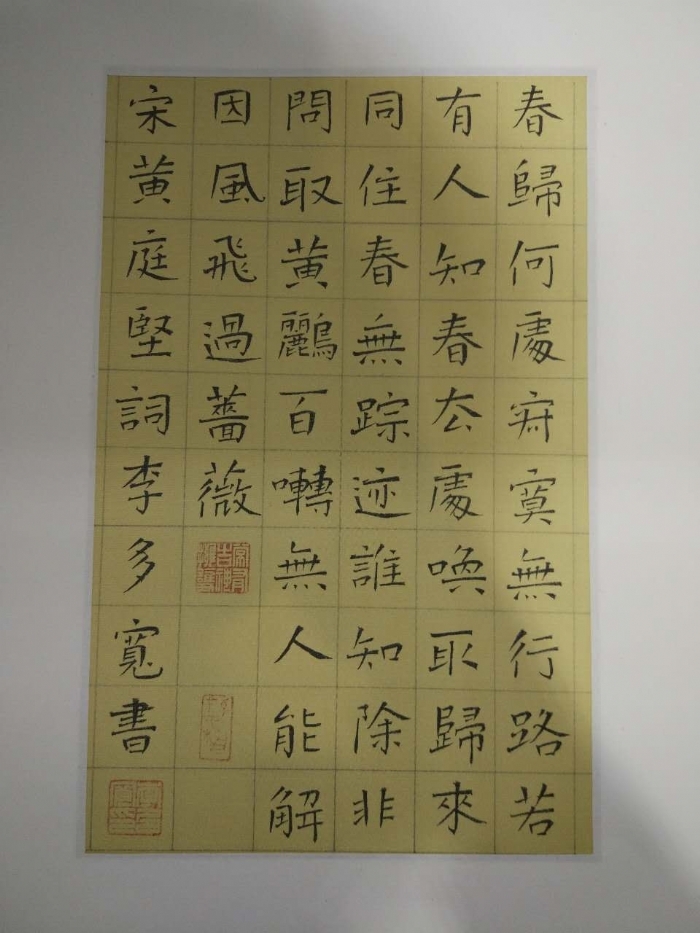 春歸何處寂寞無行路若
有人知春去處喚取歸來
同住春無踪迹誰知除非
問取黄鸝百囀無人能解
因風飛過薔薇
宋黄庭堅詞李多寬書